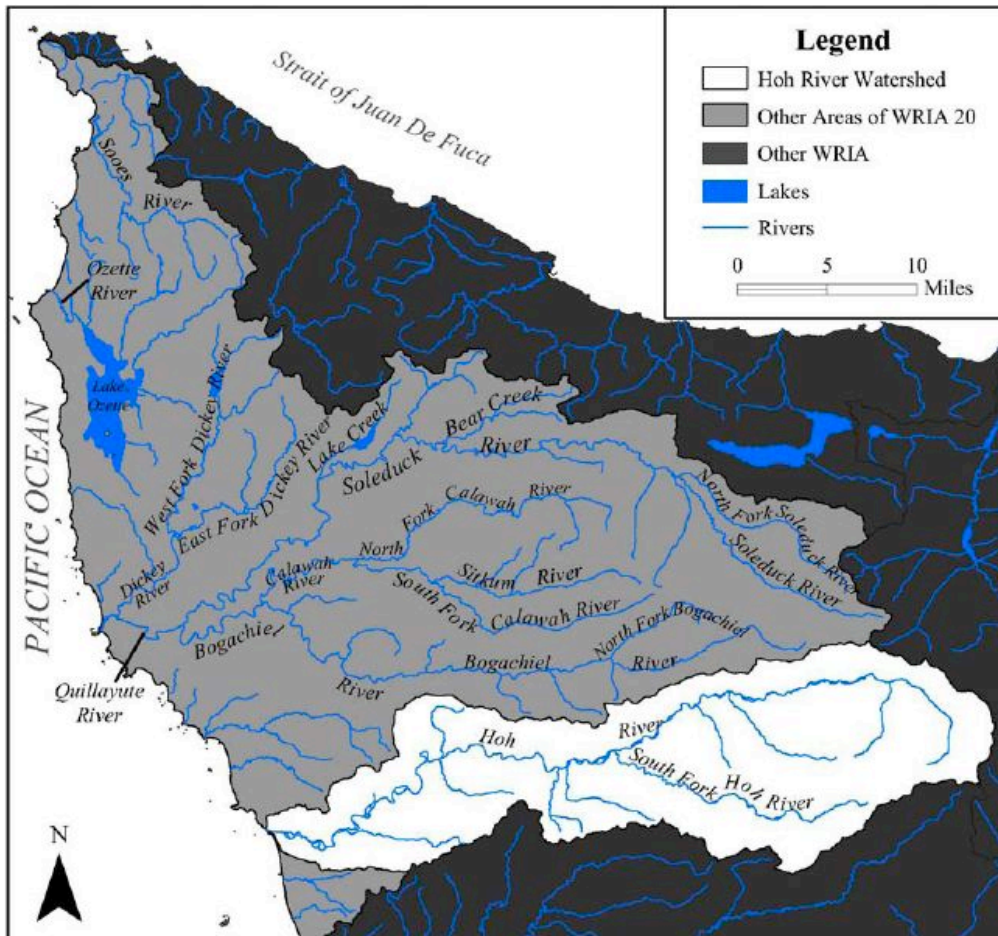 Legend
Hoh River Watershed
Other Areas of WRIA 20
Other WRIA
Lakes
Rivers
0 5 10
Miles
Strait of Juan De Fuca
Sooes
River
Ozette
River
Lake
Ozette
PACIFIC OCEAN
West Fork Dickey River
East Fork Dickey River
Lake Creek
Bear Creek
Soleduck
River
North Fork Soleduck River
Soleduck River
North
Fork
Calawah
River
Calawah
River
Sitkum
River
South Fork
Calawah River
Dickey
River
Bogachiel
River
Bogachiel
River
North Fork Bogachiel
Quillayute
River
Hoh
River
South Fork
Hoh River
N